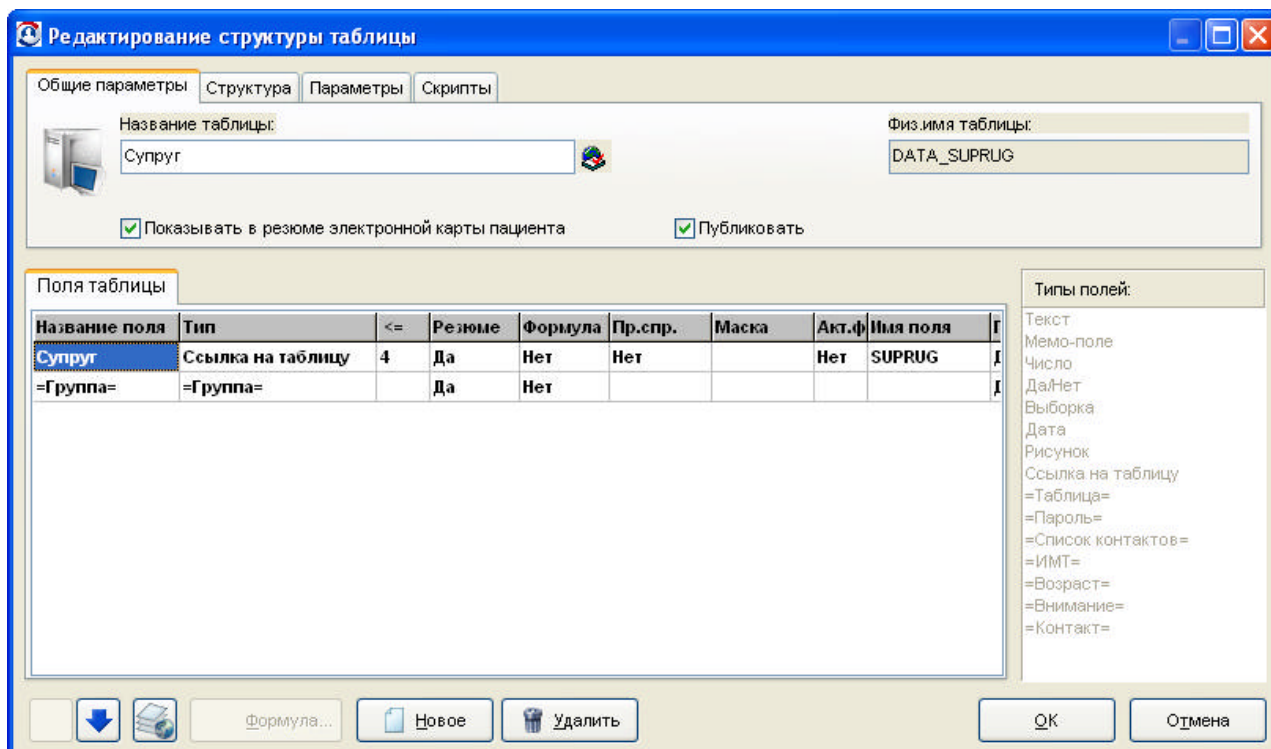 Редактирование структуры таблицы
Общие параметры Структура Параметры Скрипты
Название таблицы: Физ.имя таблицы:
Супруг DATA_SUPRUG
Показывать в резюме электронной карты пациента Публиковать
Поля таблицы
Название поля Тип <= Резюме Формула Пр.спр. Маска Акт.ф Имя поля
Супруг Ссылка на таблицу 4 Да Нет Нет Нет SUPRUG
=Группа= =Группа= Да Нет
Типы полей:
Текст
Мемо-поле
Число
Да/Нет
Выборка
Дата
Рисунок
Ссылка на таблицу
=Таблица=
=Пароль=
=Список контактов=
=ИМТ=
=Возраст=
=Внимание=
=Контакт=
Формула... Новое Удалить OK Отмена